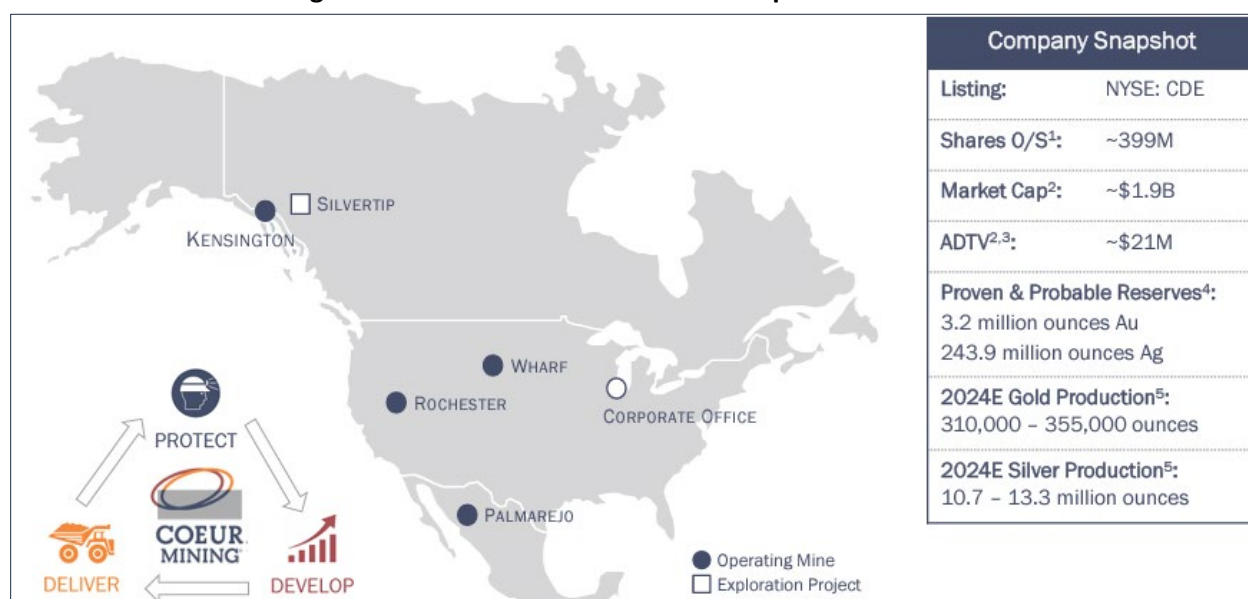 SILVERTIP
KENSINGTON
WHARF
ROCHESTER
CORPORATE OFFICE
PALMAREJO
PROTECT
COEUR
MINING
DELIVER
DEVELOP
Operating Mine
Exploration Project
Company Snapshot
Listing: NYSE: CDE
Shares O/S¹: ~399M
Market Cap²: ~$1.9B
ADTV²,³: ~$21M
Proven & Probable Reserves⁴:
3.2 million ounces Au
243.9 million ounces Ag
2024E Gold Production⁵:
310,000 – 355,000 ounces
2024E Silver Production⁵:
10.7 – 13.3 million ounces